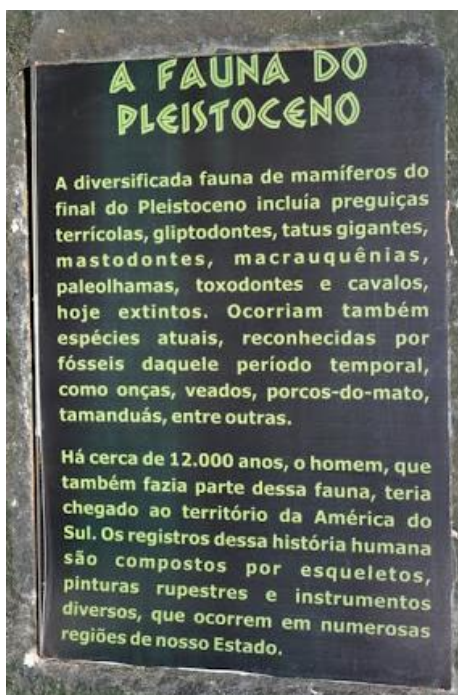 A FAUNA DO
PLEISTOCENO
A diversificada fauna de mamíferos do
final do Pleistoceno incluía preguiças
terrícolas, gliptodontes, tatus gigantes,
mastodontes, macrauquênias,
paleolhamas, toxodontes e cavalos,
hoje extintos. Ocorriam também
espécies atuais, reconhecidas por
fósseis daquele período temporal,
como onças, veados, porcos-do-mato,
tamanduás, entre outras.
Há cerca de 12.000 anos, o homem, que
também fazia parte dessa fauna, teria
chegado ao território da América do
Sul. Os registros dessa história humana
são compostos por esqueletos,
pinturas rupestres e instrumentos
diversos, que ocorrem em numerosas
regiões de nosso Estado.